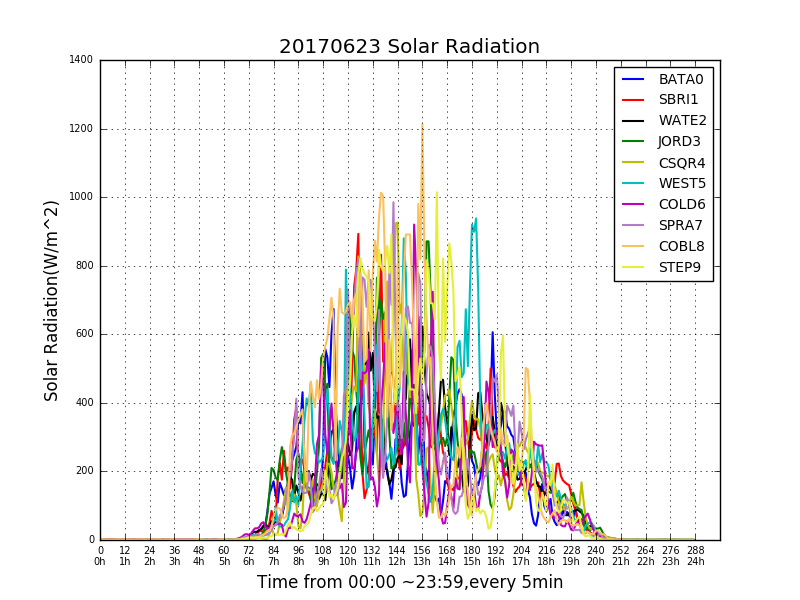 20170623 Solar Radiation
1400
1200
1000
800
600
400
200
0
Solar Radiation(W/m^2)
BATA0
SBRI1
WATE2
JORD3
CSQR4
WEST5
COLD6
SPRA7
COBL8
STEP9
0 12 24 36 48 60 72 84 96 108 120 132 144 156 168 180 192 204 216 228 240 252 264 276 288
0h 1h 2h 3h 4h 5h 6h 7h 8h 9h 10h 11h 12h 13h 14h 15h 16h 17h 18h 19h 20h 21h 22h 23h 24h
Time from 00:00 ~23:59,every 5min